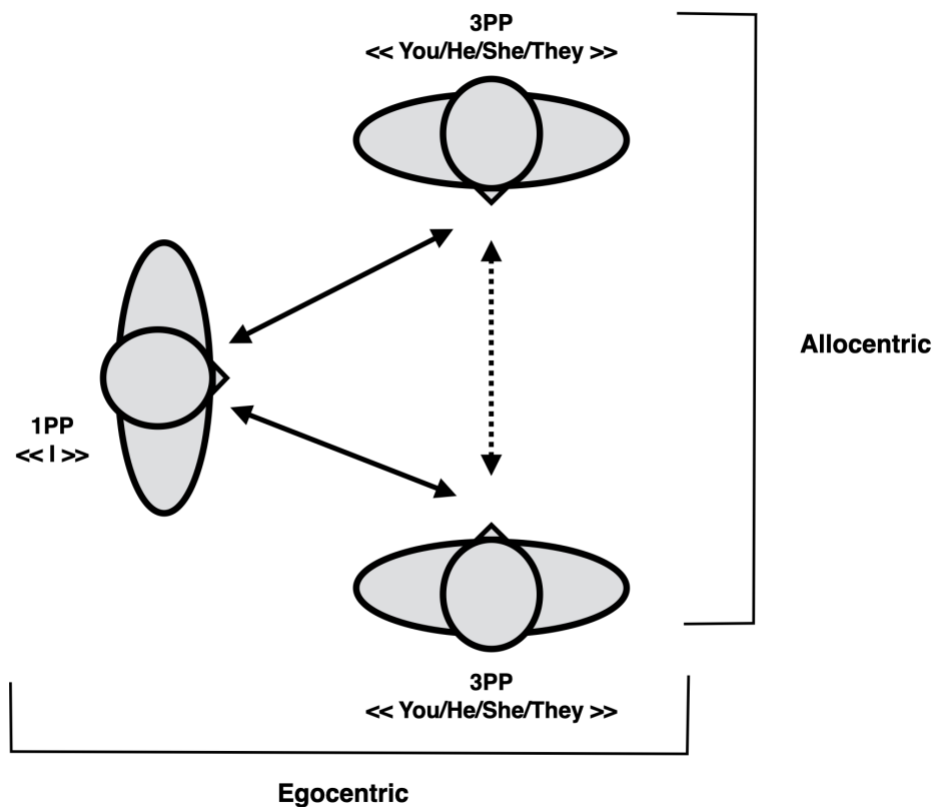 3PP
<< You/He/She/They >>
Allocentric
1PP
<< I >>
3PP
<< You/He/She/They >>
Egocentric